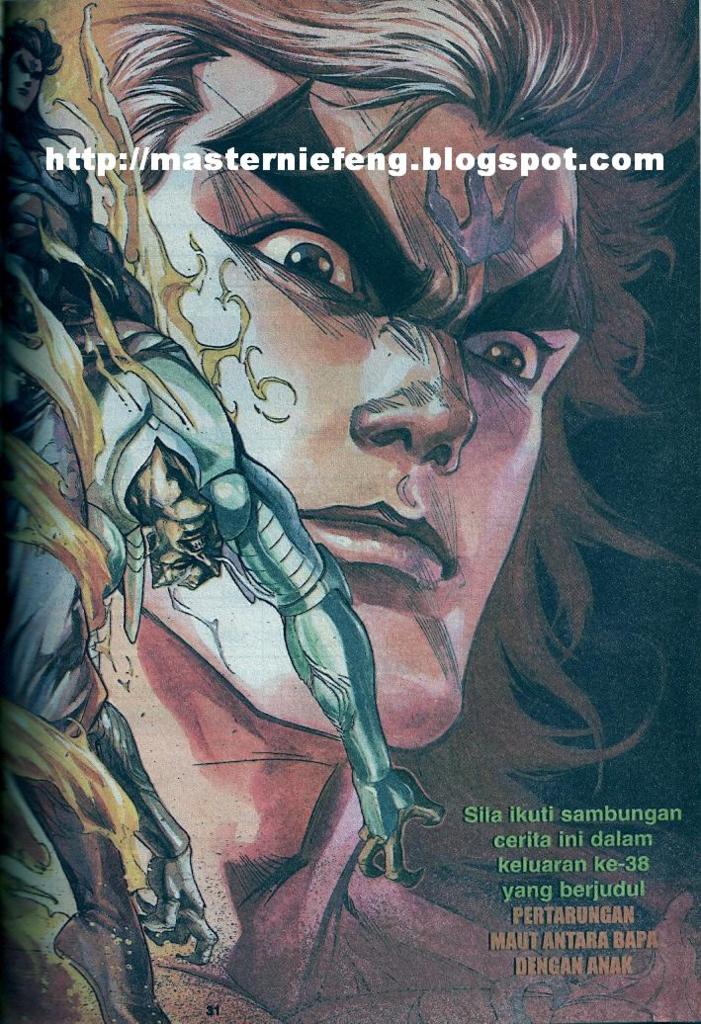 http://masterniefeng.blogspot.com
Sila ikuti sambungan
cerita ini dalam
keluaran ke-38
yang berjudul
PERTARUNGAN
MAUT ANTARA BAPA
DENGAN ANAK
31